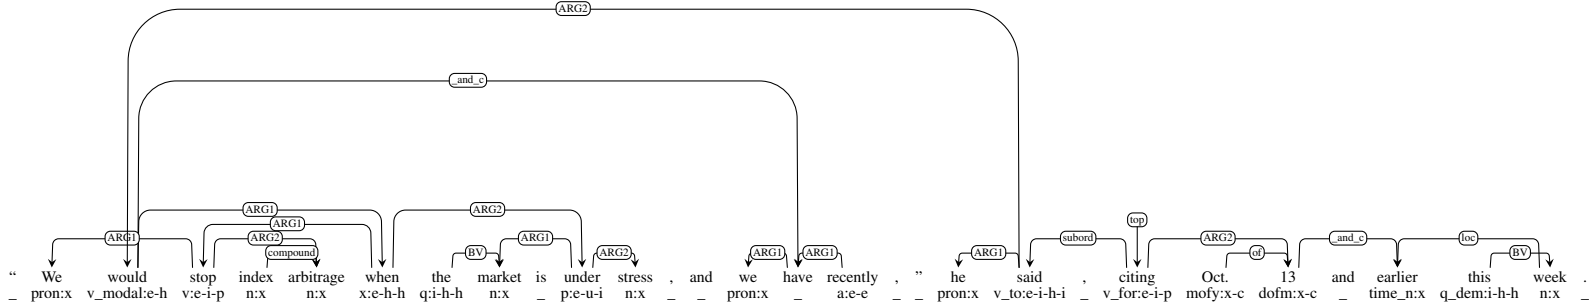 ARG2
_and_c
ARG1 ARG2
ARG1 top
ARG1 ARG2 ARG1 subord ARG2 _and_c loc
compound BV ARG2 ARG1 ARG1 ARG1 of BV
“ We would stop index arbitrage when the market is under stress , and we have recently , ” he said , citing Oct. 13 and earlier this week .
_ pron:x v_modal:e-h v:e-i-p n:x n:x x:e-h-h q:i-h-h n:x _ p:e-u-i n:x _ _ pron:x _ a:e-e _ _ pron:x v_to:e-i-h-i _ v_for:e-i-p mofy:x-c dofm:x-c _ time_n:x q_dem:i-h-h n:x _